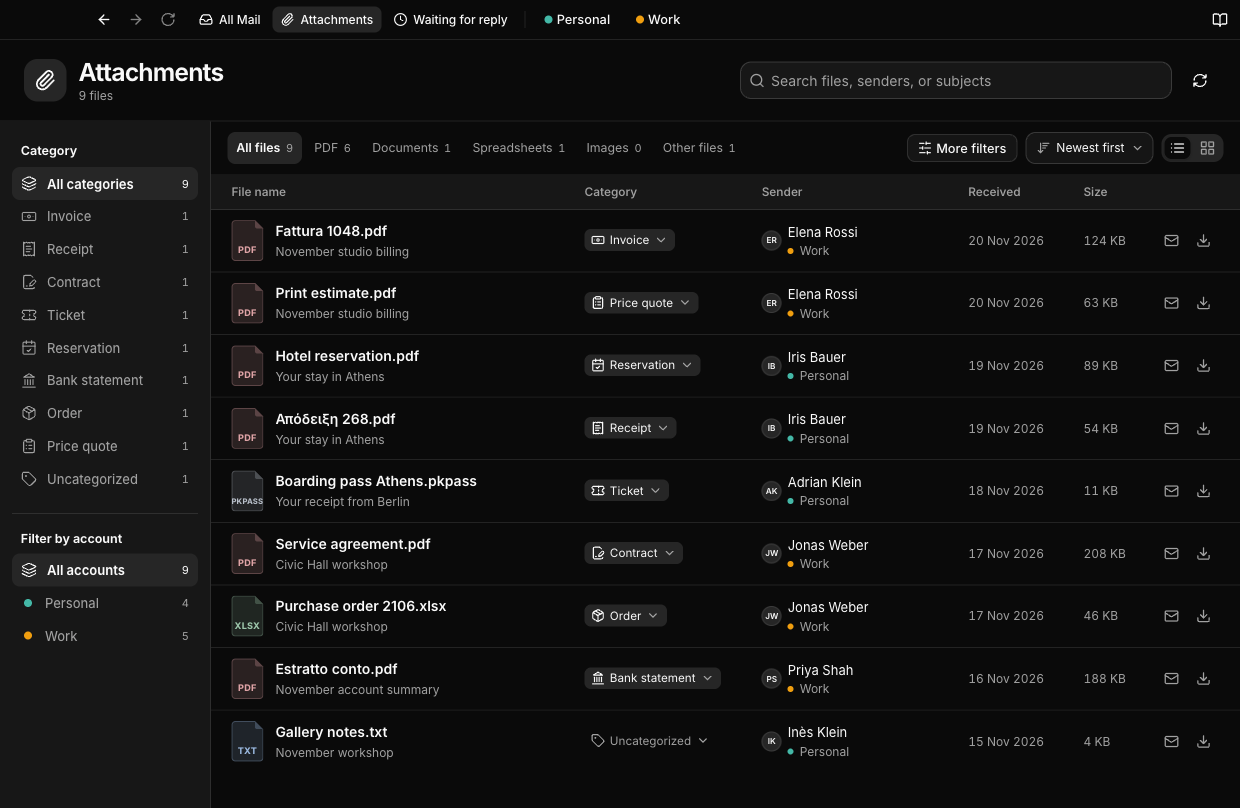 All Mail
Attachments
Waiting for reply
Personal
Work
Attachments
9 files
Search files, senders, or subjects
Category
All categories 9
Invoice 1
Receipt 1
Contract 1
Ticket 1
Reservation 1
Bank statement 1
Order 1
Price quote 1
Uncategorized 1
Filter by account
All accounts 9
Personal 4
Work 5
All files 9
PDF 6
Documents 1
Spreadsheets 1
Images 0
Other files 1
More filters
Newest first
File name Category Sender Received Size
PDF
Fattura 1048.pdf
November studio billing
Invoice
ER
Elena Rossi
Work
20 Nov 2026
124 KB
PDF
Print estimate.pdf
November studio billing
Price quote
ER
Elena Rossi
Work
20 Nov 2026
63 KB
PDF
Hotel reservation.pdf
Your stay in Athens
Reservation
IB
Iris Bauer
Personal
19 Nov 2026
89 KB
PDF
Απόδειξη 268.pdf
Your stay in Athens
Receipt
IB
Iris Bauer
Personal
19 Nov 2026
54 KB
PKPASS
Boarding pass Athens.pkpass
Your receipt from Berlin
Ticket
AK
Adrian Klein
Personal
18 Nov 2026
11 KB
PDF
Service agreement.pdf
Civic Hall workshop
Contract
JW
Jonas Weber
Work
17 Nov 2026
208 KB
XLSX
Purchase order 2106.xlsx
Civic Hall workshop
Order
JW
Jonas Weber
Work
17 Nov 2026
46 KB
PDF
Estratto conto.pdf
November account summary
Bank statement
PS
Priya Shah
Work
16 Nov 2026
188 KB
TXT
Gallery notes.txt
November workshop
Uncategorized
IK
Inès Klein
Personal
15 Nov 2026
4 KB